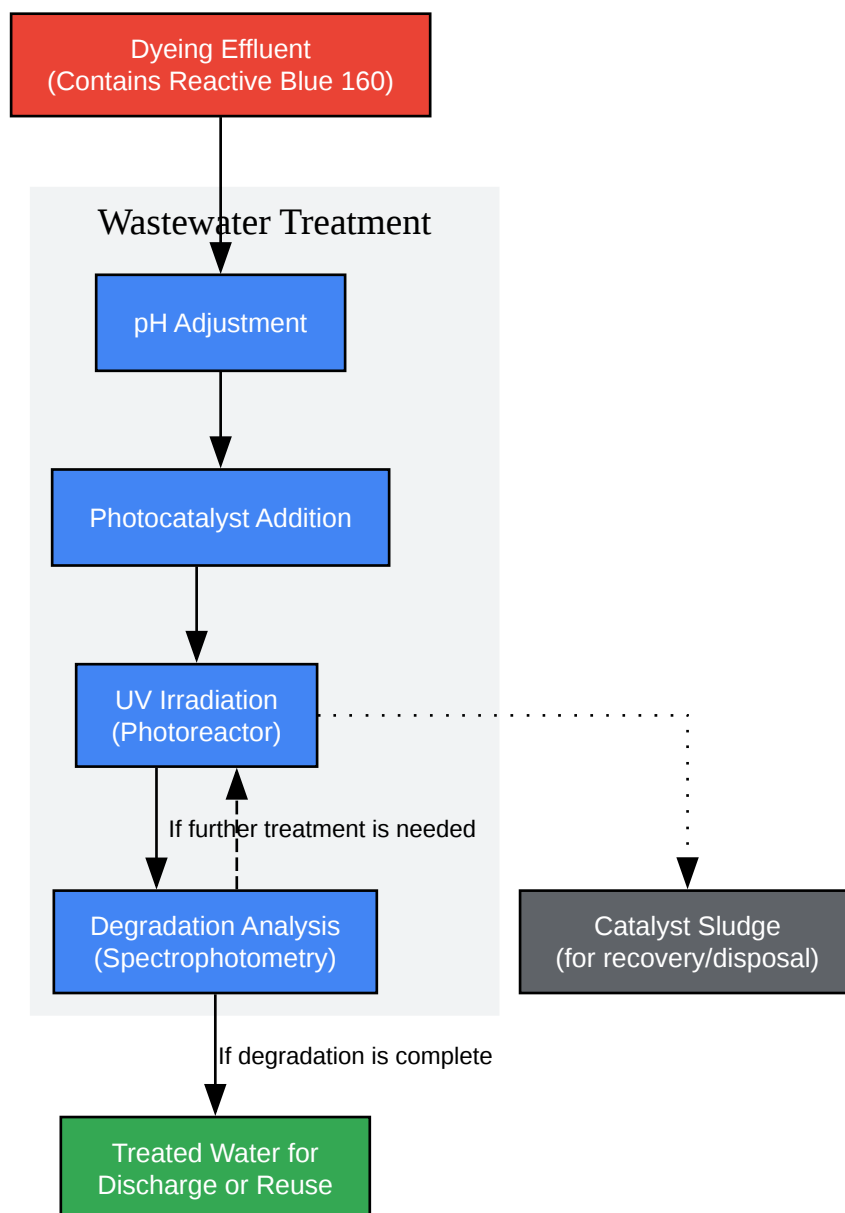 Dyeing Effluent
(Contains Reactive Blue 160)
Wastewater Treatment
pH Adjustment
Photocatalyst Addition
UV Irradiation
(Photoreactor)
If further treatment is needed
Degradation Analysis
(Spectrophotometry)
Catalyst Sludge
(for recovery/disposal)
If degradation is complete
Treated Water for
Discharge or Reuse